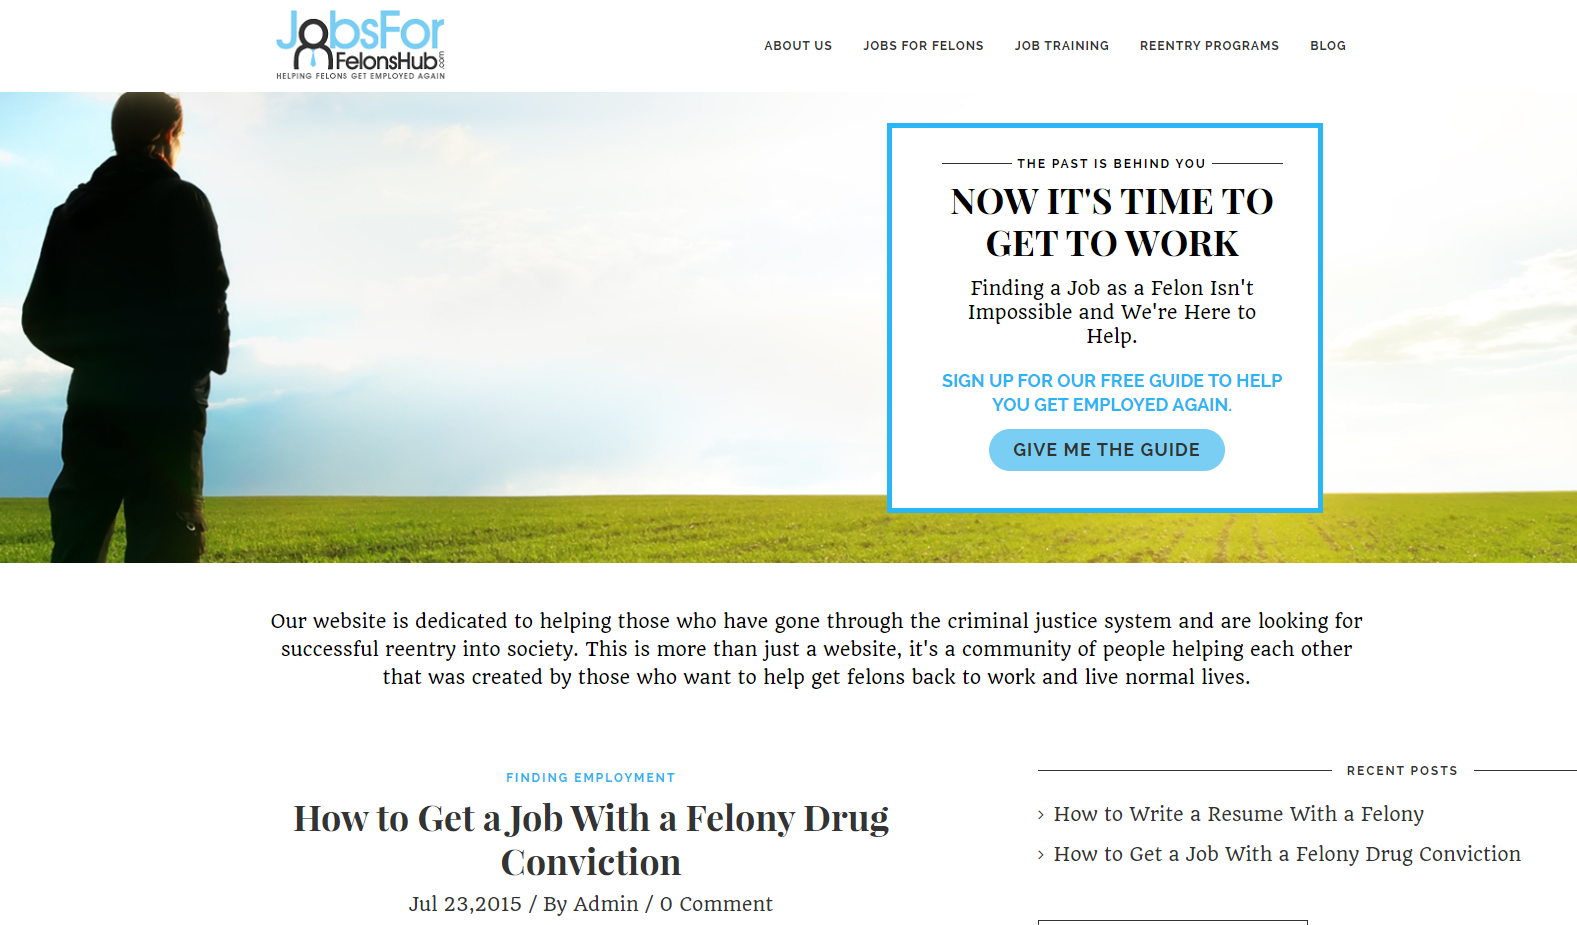 JobsFor
FelonsHub.com
HELPING FELONS GET EMPLOYED AGAIN
ABOUT US JOBS FOR FELONS JOB TRAINING REENTRY PROGRAMS BLOG
THE PAST IS BEHIND YOU
NOW IT'S TIME TO
GET TO WORK
Finding a Job as a Felon Isn't
Impossible and We're Here to
Help.
SIGN UP FOR OUR FREE GUIDE TO HELP
YOU GET EMPLOYED AGAIN.
GIVE ME THE GUIDE
Our website is dedicated to helping those who have gone through the criminal justice system and are looking for
successful reentry into society. This is more than just a website, it's a community of people helping each other
that was created by those who want to help get felons back to work and live normal lives.
FINDING EMPLOYMENT
How to Get a Job With a Felony Drug
Conviction
Jul 23,2015 / By Admin / 0 Comment
RECENT POSTS
› How to Write a Resume With a Felony
› How to Get a Job With a Felony Drug Conviction